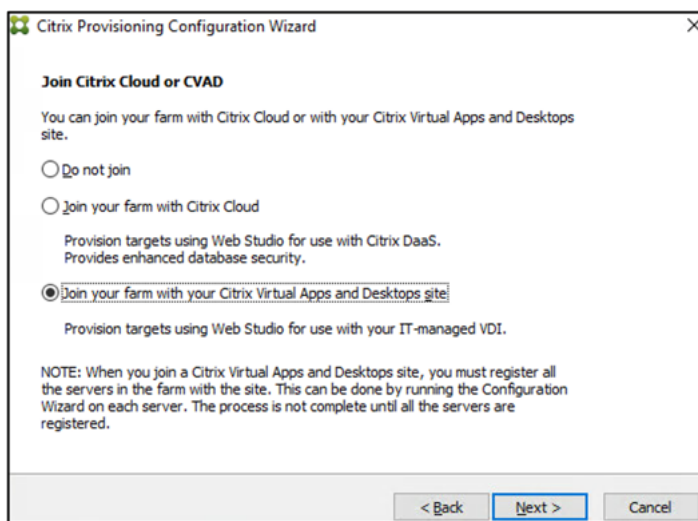 Citrix Provisioning Configuration Wizard
Join Citrix Cloud or CVAD
You can join your farm with Citrix Cloud or with your Citrix Virtual Apps and Desktops
site.
Do not join
Join your farm with Citrix Cloud
Provision targets using Web Studio for use with Citrix DaaS.
Provides enhanced database security.
Join your farm with your Citrix Virtual Apps and Desktops site
Provision targets using Web Studio for use with your IT-managed VDI.
NOTE: When you join a Citrix Virtual Apps and Desktops site, you must register all
the servers in the farm with the site. This can be done by running the Configuration
Wizard on each server. The process is not complete until all the servers are
registered.
< Back Next > Cancel